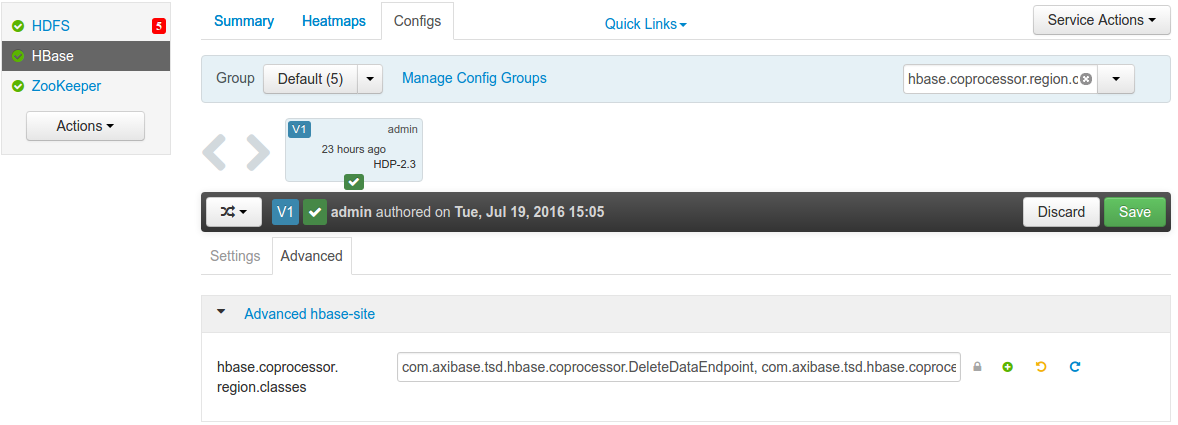 HDFS 5
HBase
ZooKeeper
Actions
Summary Heatmaps Configs Quick Links Service Actions
Group Default (5) Manage Config Groups hbase.coprocessor.region.c
V1 admin
23 hours ago
HDP-2.3
V1 admin authored on Tue, Jul 19, 2016 15:05 Discard Save
Settings Advanced
Advanced hbase-site
hbase.coprocessor. com.axibase.tsd.hbase.coprocessor.DeleteDataEndpoint, com.axibase.tsd.hbase.coproce
region.classes